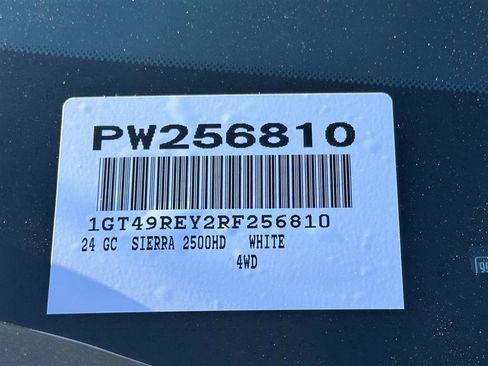 PW256810
1GT49REY2RF256810
24 GC SIERRA 2500HD WHITE
4WD